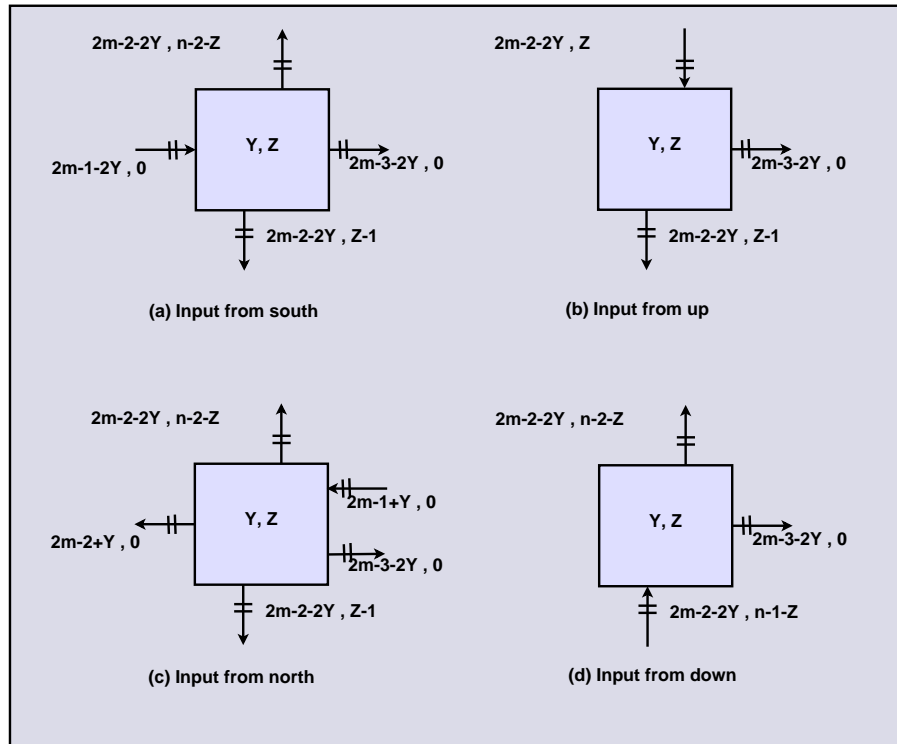 2m-2-2Y , n-2-Z
Y, Z
2m-1-2Y , 0
2m-3-2Y , 0
2m-2-2Y , Z-1
(a) Input from south
2m-2-2Y , Z
Y, Z
2m-3-2Y , 0
2m-2-2Y , Z-1
(b) Input from up
2m-2-2Y , n-2-Z
2m-1+Y , 0
Y, Z
2m-2+Y , 0
2m-3-2Y , 0
2m-2-2Y , Z-1
(c) Input from north
2m-2-2Y , n-2-Z
Y, Z
2m-3-2Y , 0
2m-2-2Y , n-1-Z
(d) Input from down